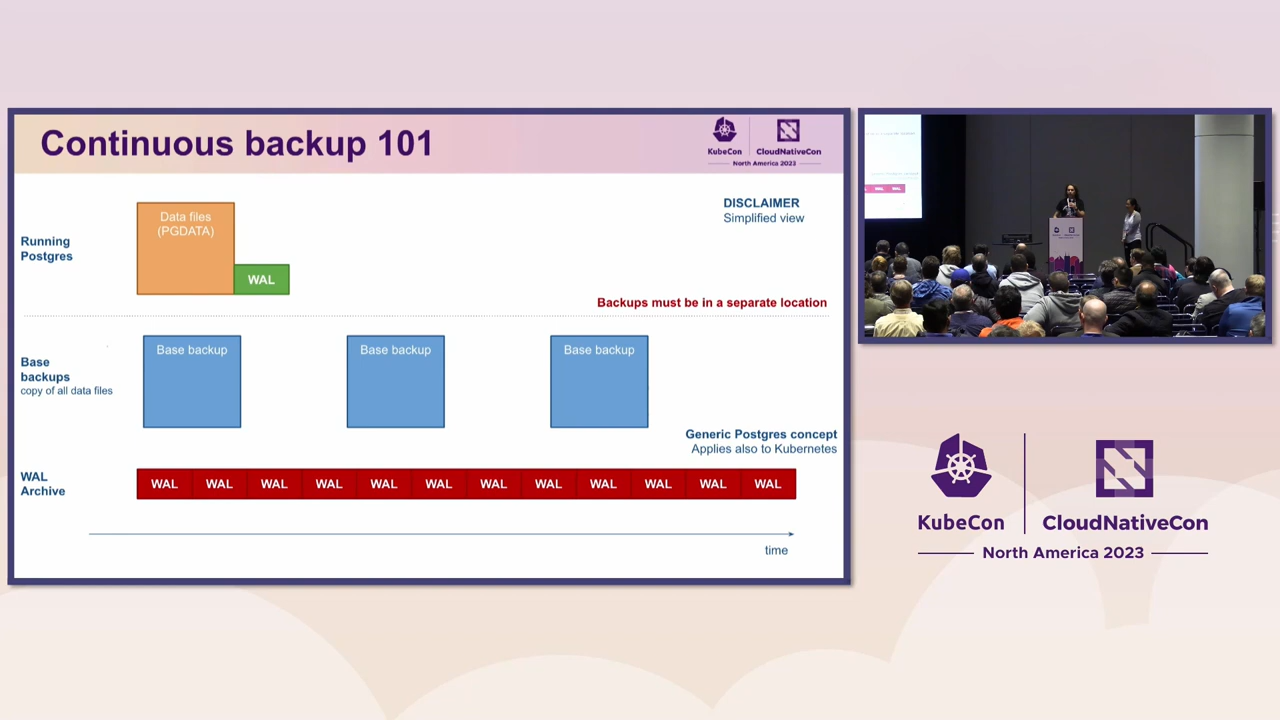 Continuous backup 101
KubeCon
CloudNativeCon
North America 2023
Data files
(PGDATA)
WAL
Running
Postgres
DISCLAIMER
Simplified view
Backups must be in a separate location
Base
backups
copy of all data files
Base backup
Base backup
Base backup
Generic Postgres concept
Applies also to Kubernetes
WAL
Archive
WAL WAL WAL WAL WAL WAL WAL WAL WAL WAL WAL WAL
time
KubeCon
CloudNativeCon
North America 2023